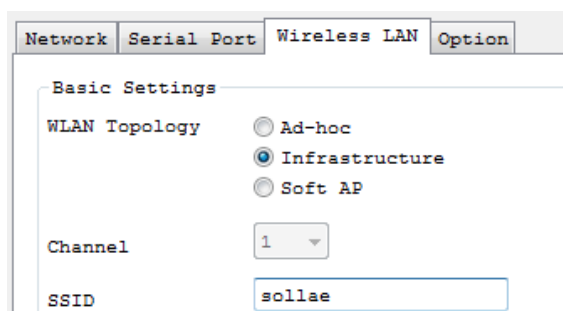 Network Serial Port Wireless LAN Option
Basic Settings
WLAN Topology Ad-hoc
Infrastructure
Soft AP
Channel 1
SSID sollae